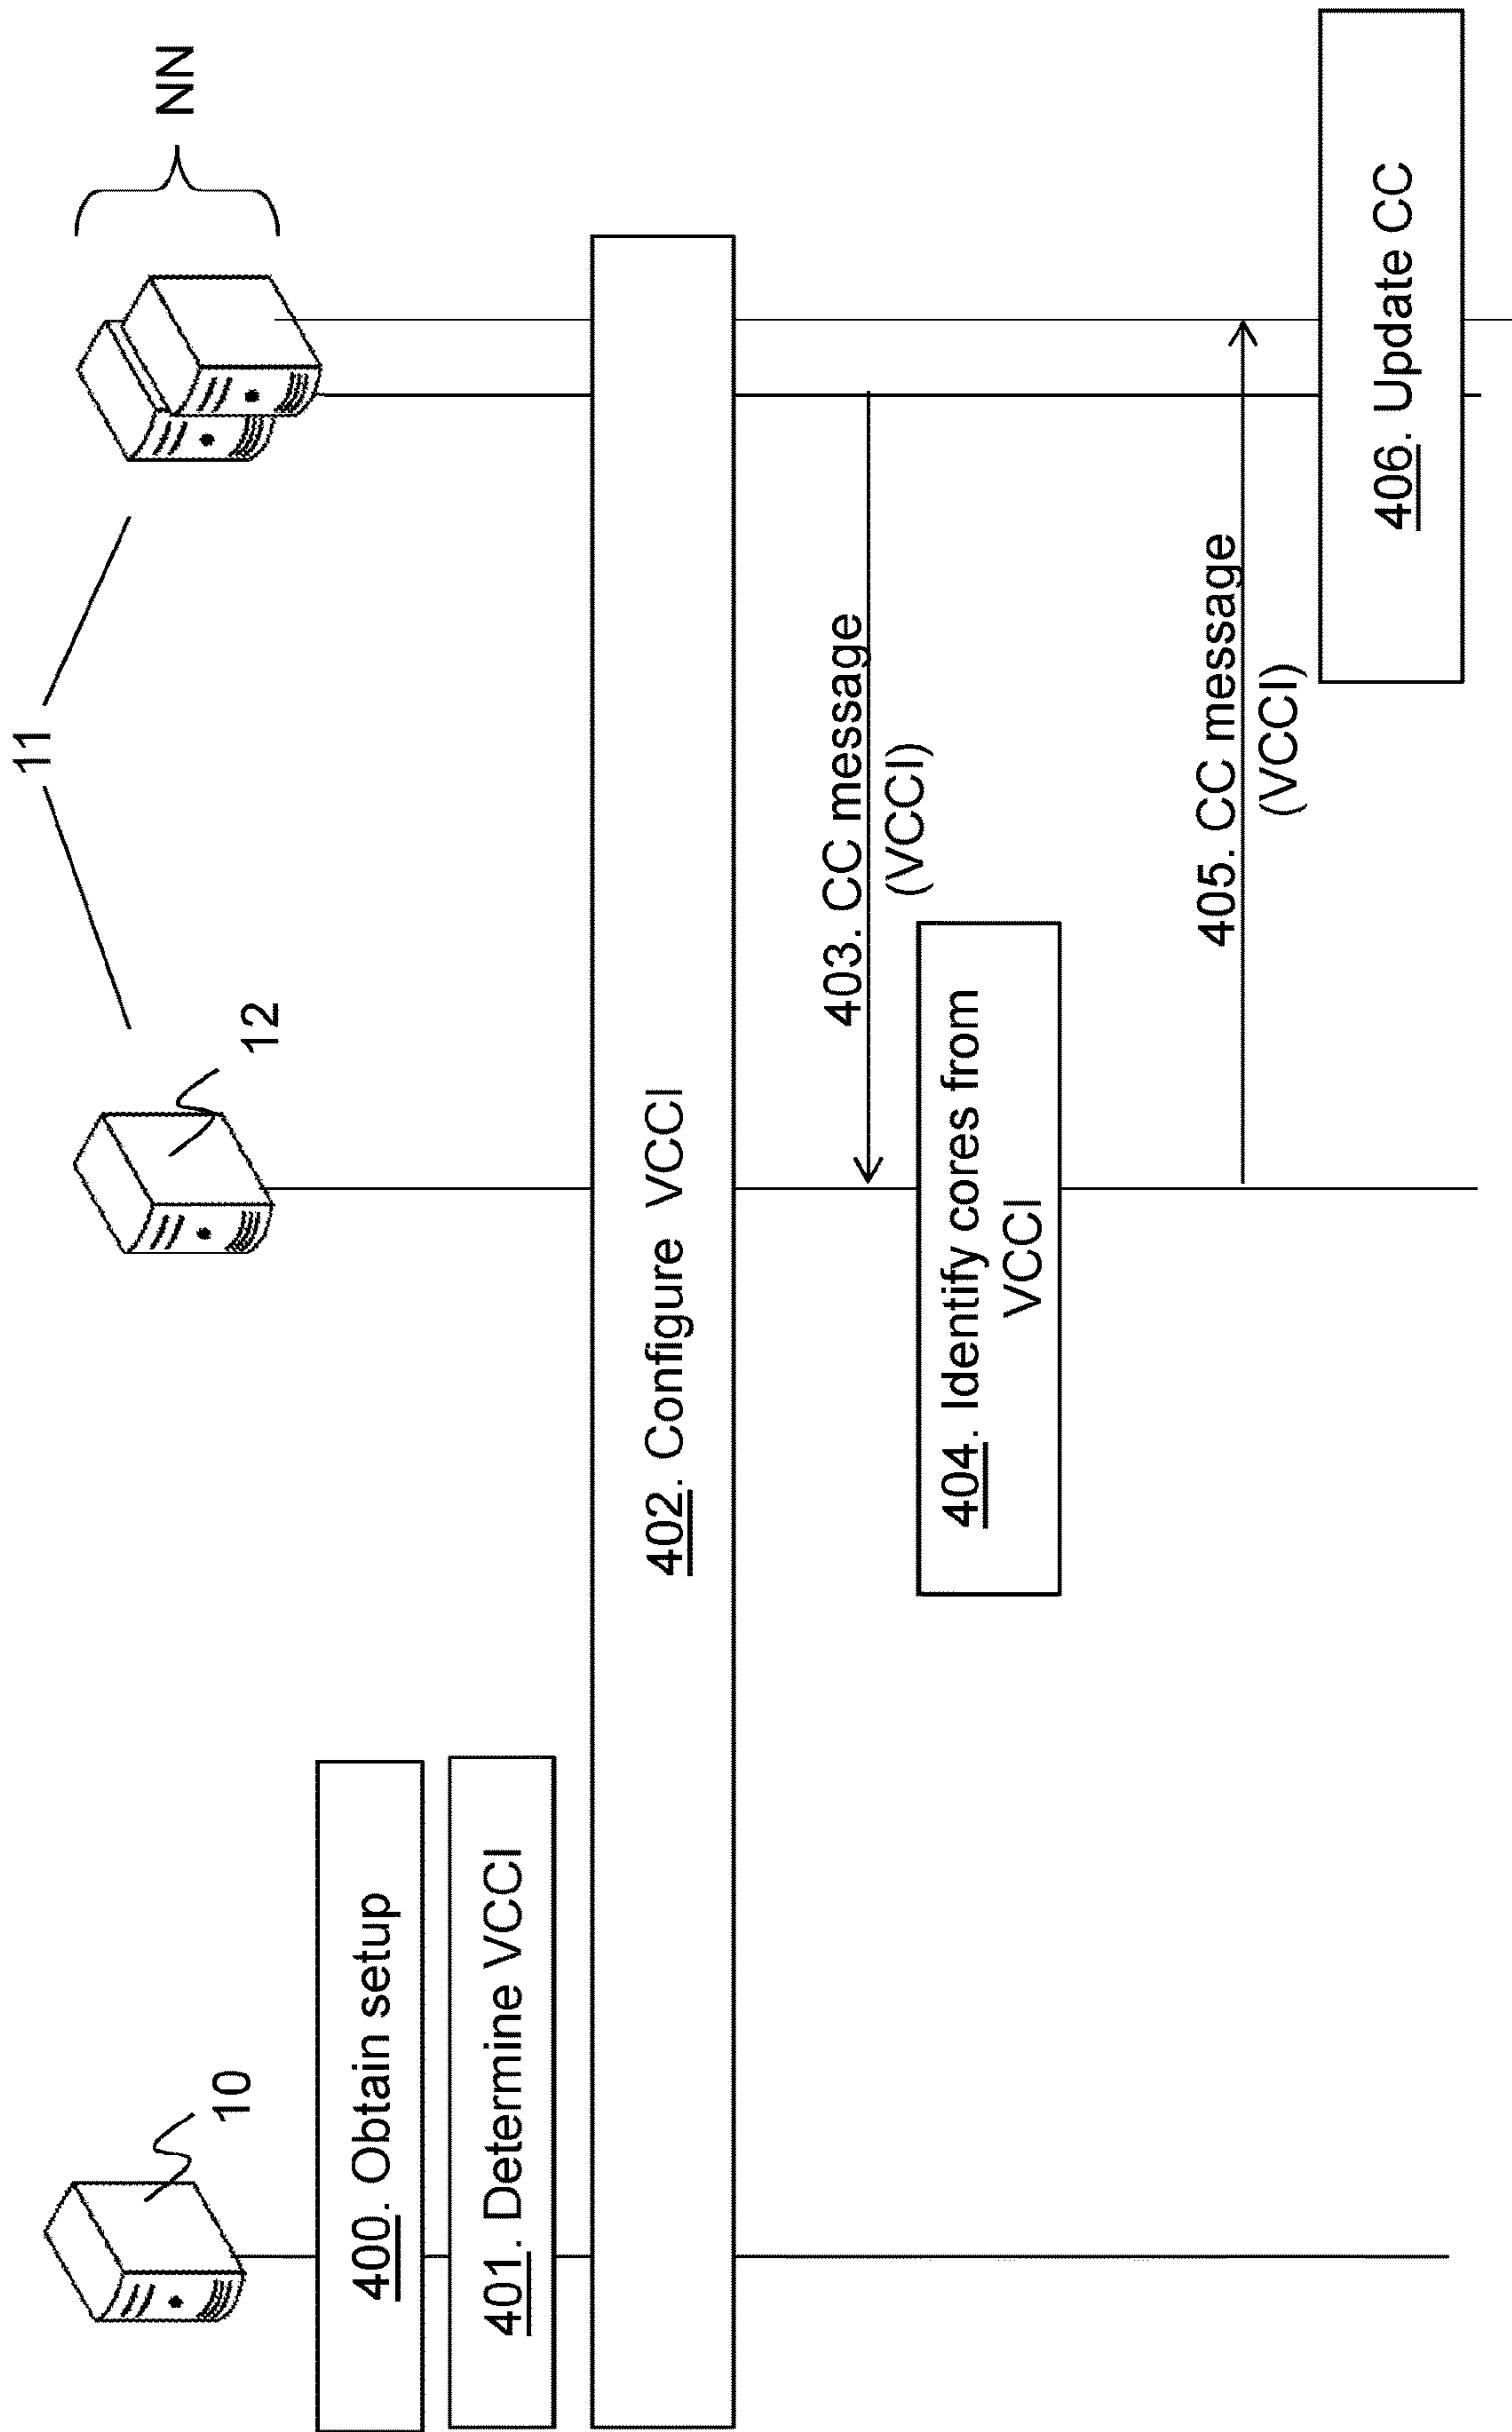 11
NN
10
12
400. Obtain setup
401. Determine VCCI
402. Configure VCCI
403. CC message
(VCCI)
404. Identify cores from
VCCI
405. CC message
(VCCI)
406. Update CC